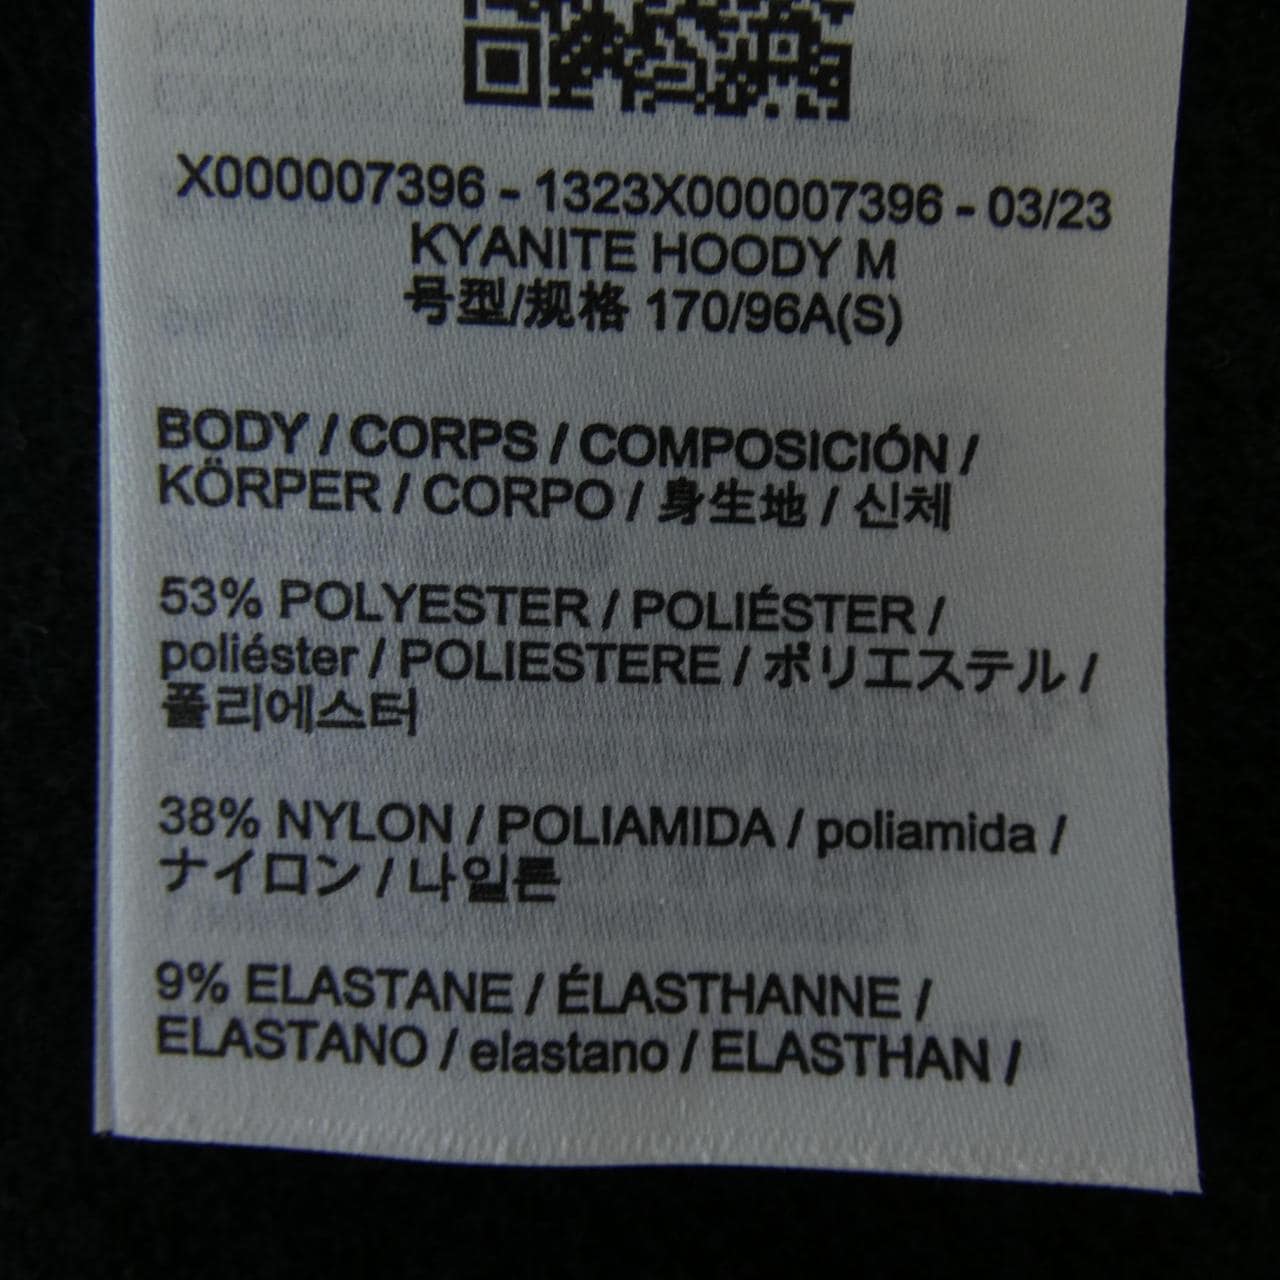 X000007396 - 1323X000007396 - 03/23
KYANITE HOODY M
号型/规格 170/96A(S)
BODY / CORPS / COMPOSICIÓN /
KÖRPER / CORPO / 身生地 / 신체
53% POLYESTER / POLIÉSTER /
poliéster / POLIESTERE / ポリエステル /
폴리에스터
38% NYLON / POLIAMIDA / poliamida /
ナイロン / 나일론
9% ELASTANE / ÉLASTHANNE /
ELASTANO / elastano / ELASTHAN /